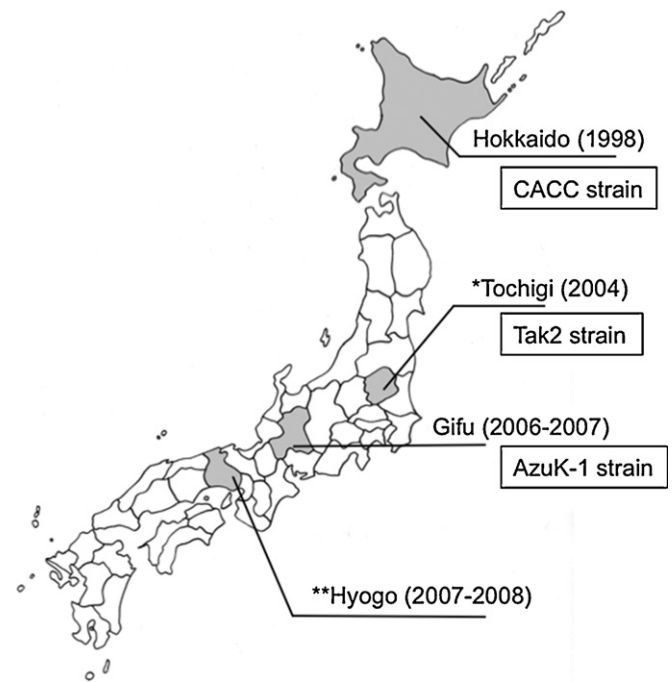 Hokkaido (1998)
CACC strain
*Tochigi (2004)
Tak2 strain
Gifu (2006-2007)
AzuK-1 strain
**Hyogo (2007-2008)